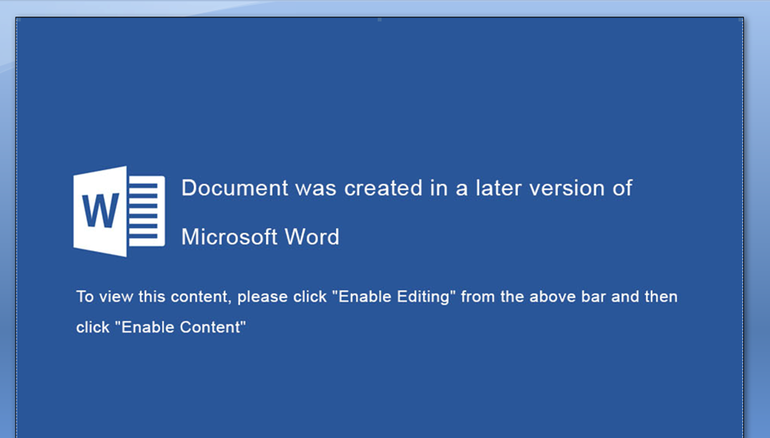 W
Document was created in a later version of
Microsoft Word
To view this content, please click "Enable Editing" from the above bar and then
click "Enable Content"